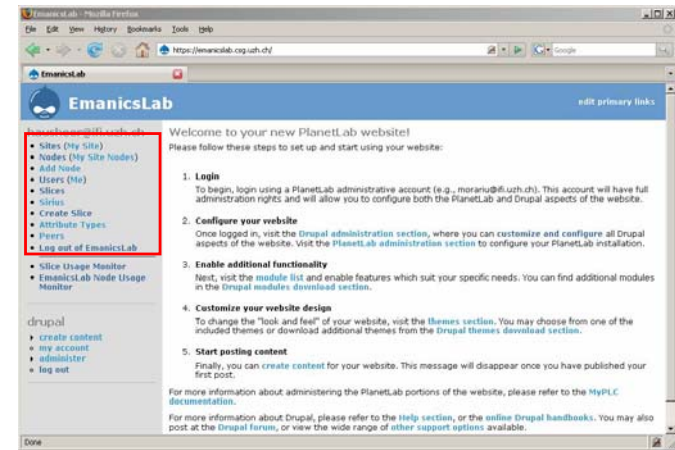 EmanicsLab - Mozilla Firefox
File Edit View History Bookmarks Tools Help
https://emanicslab.csg.uzh.ch/
Google
EmanicsLab
EmanicsLab
edit primary links
hausheer@ifi.uzh.ch
• Sites (My Site)
• Nodes (My Site Nodes)
• Add Node
• Users (Me)
• Slices
• Sirius
• Create Slice
• Attribute Types
• Peers
• Log out of EmanicsLab
• Slice Usage Monitor
• EmanicsLab Node Usage
Monitor
drupal
create content
my account
administer
log out
Welcome to your new PlanetLab website!
Please follow these steps to set up and start using your website:
1. Login
To begin, login using a PlanetLab administrative account (e.g., morariu@ifi.uzh.ch). This account will have full
administration rights and will allow you to configure both the PlanetLab and Drupal aspects of the website.
2. Configure your website
Once logged in, visit the Drupal administration section, where you can customize and configure all Drupal
aspects of the website. Visit the PlanetLab administration section to configure your PlanetLab installation.
3. Enable additional functionality
Next, visit the module list and enable features which suit your specific needs. You can find additional modules
in the Drupal modules download section.
4. Customize your website design
To change the "look and feel" of your website, visit the themes section. You may choose from one of the
included themes or download additional themes from the Drupal themes download section.
5. Start posting content
Finally, you can create content for your website. This message will disappear once you have published your
first post.
For more information about administering the PlanetLab portions of the website, please refer to the MyPLC
documentation.
For more information about Drupal, please refer to the Help section, or the online Drupal handbooks. You may also
post at the Drupal forum, or view the wide range of other support options available.
Done